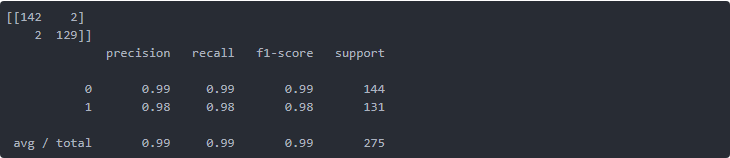 [[142    2]
    2  129]]
             precision    recall  f1-score   support

          0       0.99      0.99      0.99       144
          1       0.98      0.98      0.98       131

avg / total       0.99      0.99      0.99       275